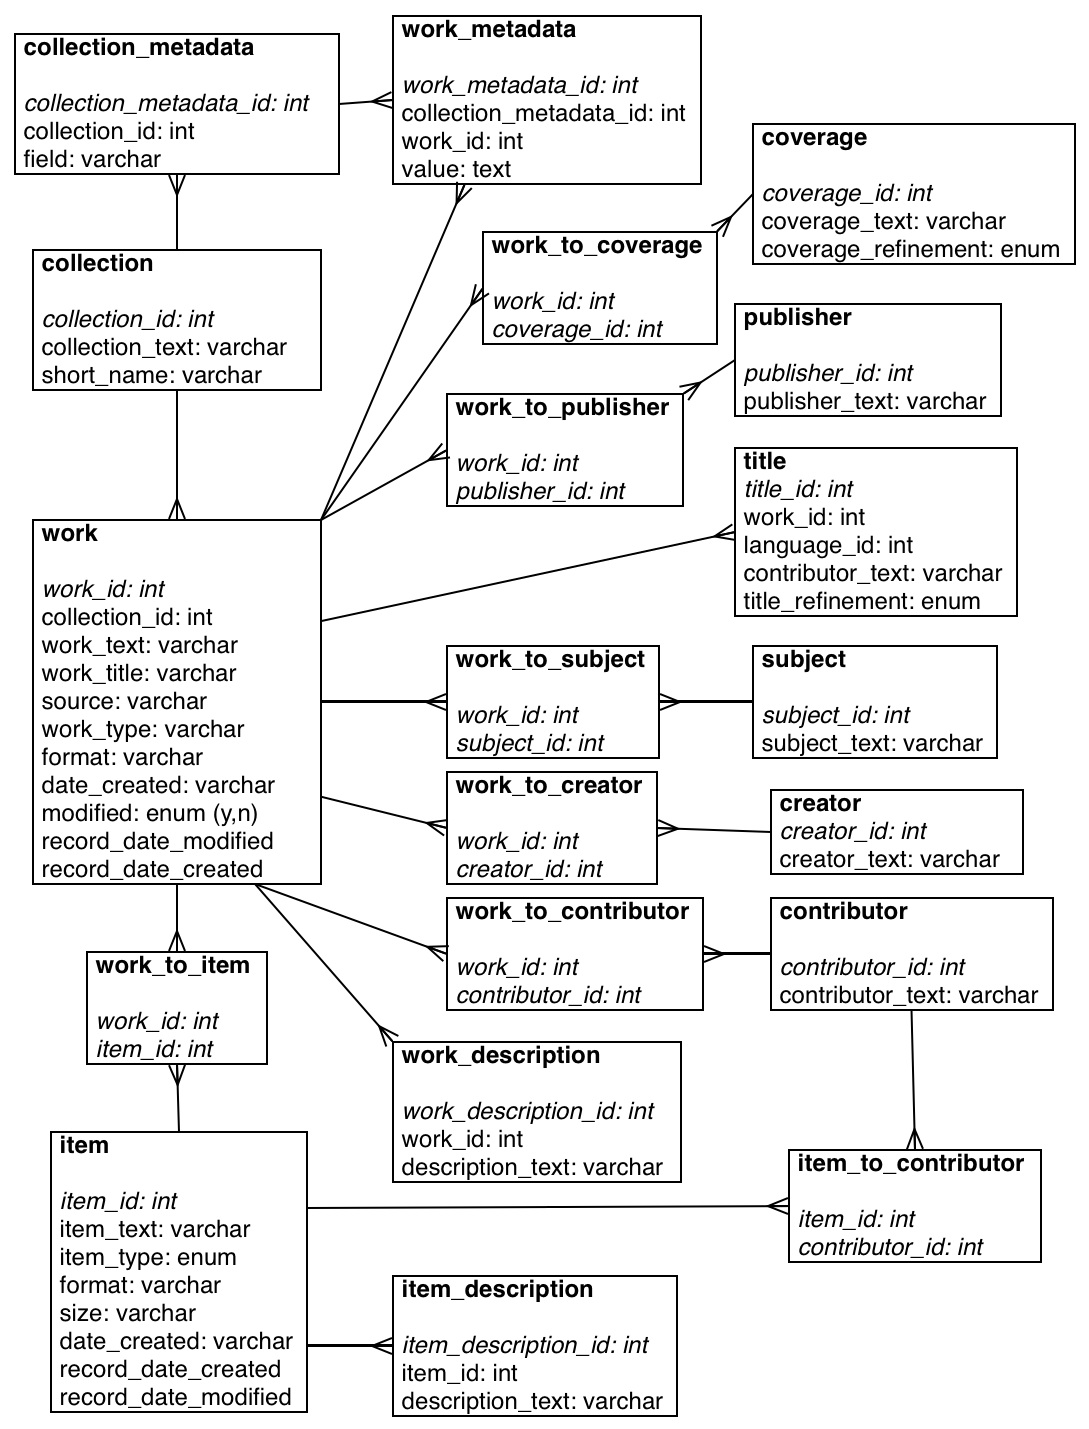 collection_metadata
collection_metadata_id: int
collection_id: int
field: varchar
work_metadata
work_metadata_id: int
collection_metadata_id: int
work_id: int
value: text
coverage
coverage_id: int
coverage_text: varchar
coverage_refinement: enum
collection
collection_id: int
collection_text: varchar
short_name: varchar
work_to_coverage
work_id: int
coverage_id: int
publisher
publisher_id: int
publisher_text: varchar
work_to_publisher
work_id: int
publisher_id: int
title
title_id: int
work_id: int
language_id: int
contributor_text: varchar
title_refinement: enum
work
work_id: int
collection_id: int
work_text: varchar
work_title: varchar
source: varchar
work_type: varchar
format: varchar
date_created: varchar
modified: enum (y,n)
record_date_modified
record_date_created
work_to_subject
work_id: int
subject_id: int
subject
subject_id: int
subject_text: varchar
work_to_creator
work_id: int
creator_id: int
creator
creator_id: int
creator_text: varchar
work_to_contributor
work_id: int
contributor_id: int
contributor
contributor_id: int
contributor_text: varchar
work_to_item
work_id: int
item_id: int
work_description
work_description_id: int
work_id: int
description_text: varchar
item
item_id: int
item_text: varchar
item_type: enum
format: varchar
size: varchar
date_created: varchar
record_date_created
record_date_modified
item_to_contributor
item_id: int
contributor_id: int
item_description
item_description_id: int
item_id: int
description_text: varchar